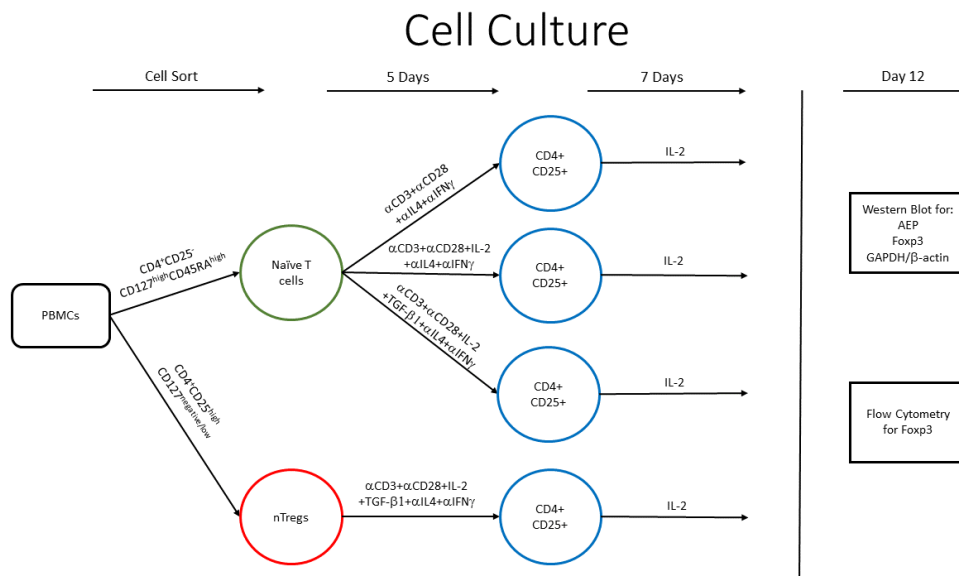 Cell Culture
Cell Sort
5 Days
7 Days
Day 12
PBMCs
CD4⁺CD25⁻
CD127ʰⁱᵍʰCD45RAʰⁱᵍʰ
CD4⁺CD25ʰⁱᵍʰ
CD127ⁿᵉᵍᵃᵗⁱᵛᵉ/ˡᵒʷ
Naïve T
cells
nTregs
αCD3+αCD28
+αIL4+αIFNγ
αCD3+αCD28+IL-2
+αIL4+αIFNγ
αCD3+αCD28+IL-2
+TGF-β1+αIL4+αIFNγ
αCD3+αCD28+IL-2
+TGF-β1+αIL4+αIFNγ
CD4+
CD25+
IL-2
CD4+
CD25+
IL-2
CD4+
CD25+
IL-2
CD4+
CD25+
IL-2
Western Blot for:
AEP
Foxp3
GAPDH/β-actin
Flow Cytometry
for Foxp3